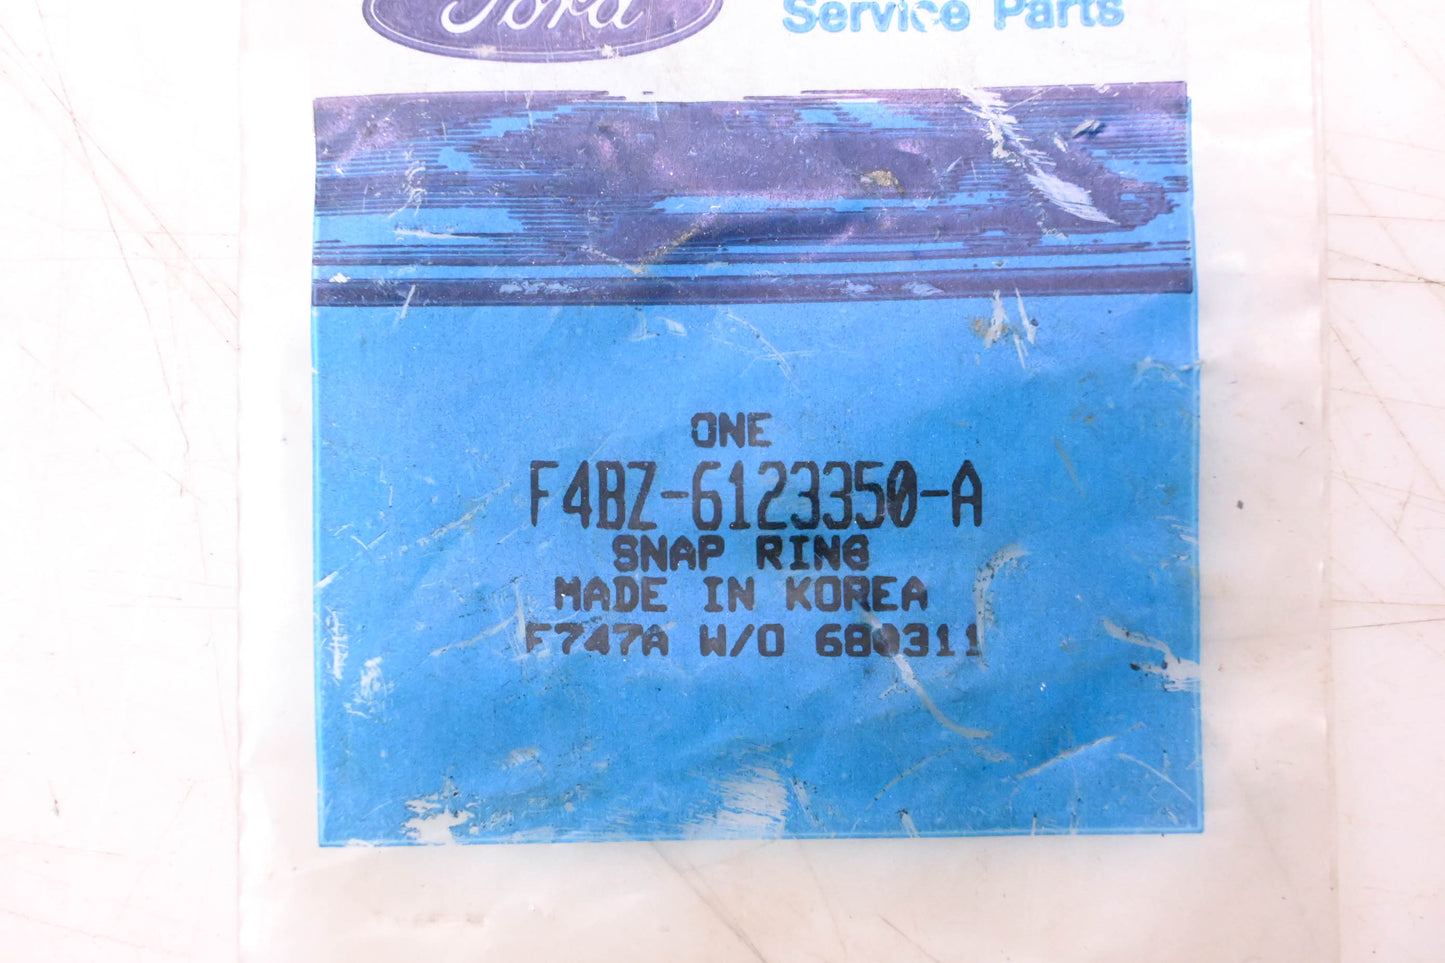 Ford
Service Parts
ONE
F4BZ-6123350-A
SNAP RING
MADE IN KOREA
F747A W/O 680311